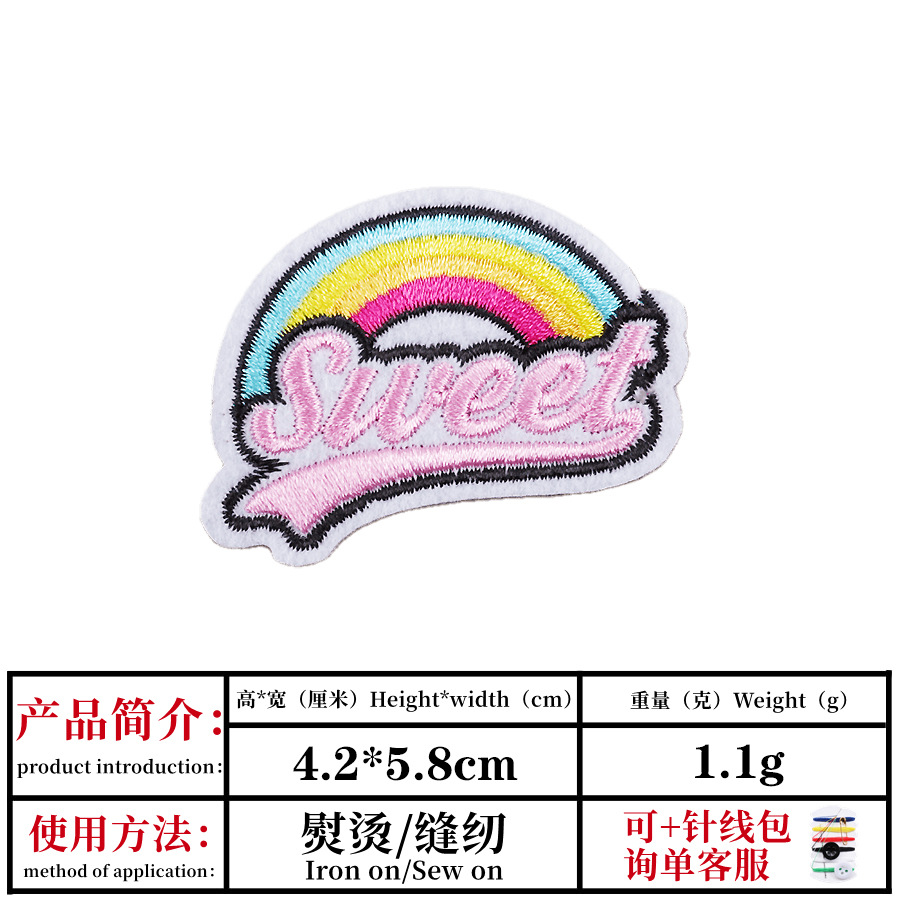 Sweet
产品简介：
product introduction：
高*宽（厘米）Height*width（cm）
重量（克）Weight（g）
4.2*5.8cm
1.1g
使用方法：
method of application：
熨烫/缝纫
Iron on/Sew on
可+针线包
询单客服